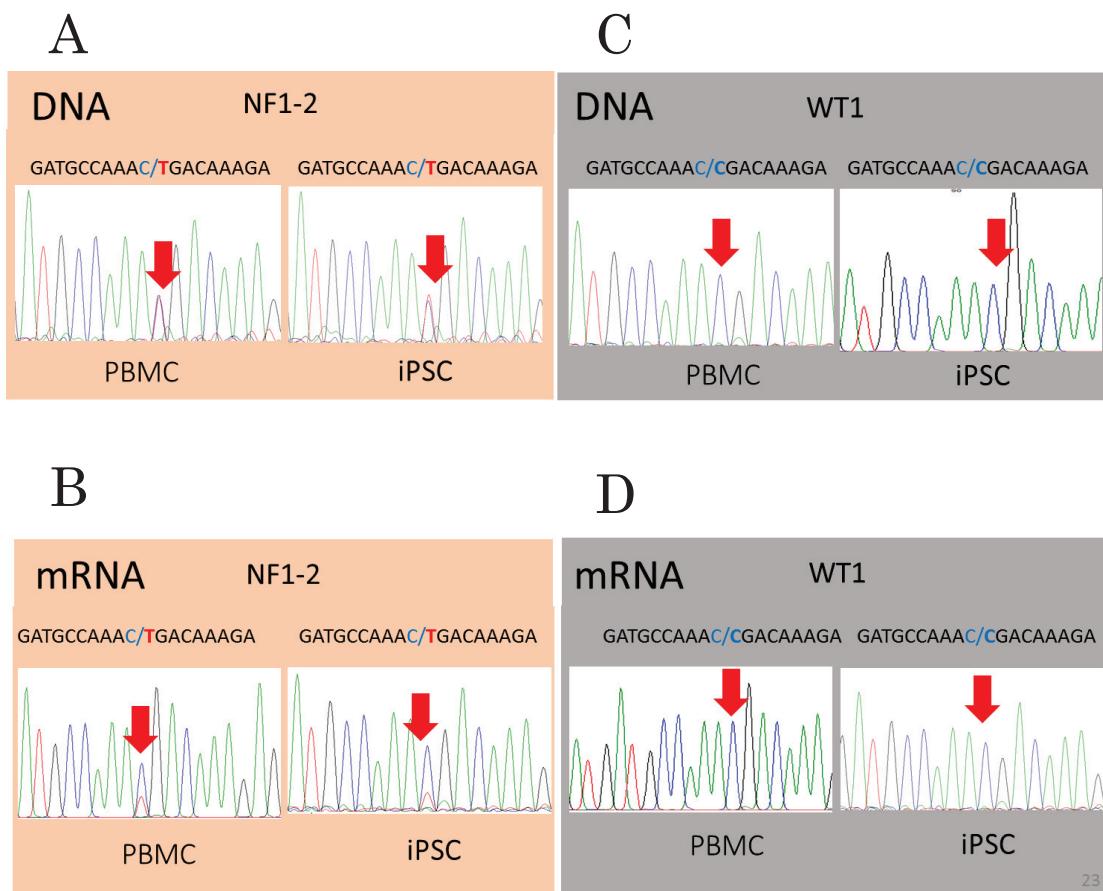 A
DNA NF1-2
GATGCCAAAC/TGACAAAGA GATGCCAAAC/TGACAAAGA
PBMC iPSC
C
DNA WT1
GATGCCAAAC/CGACAAAGA GATGCCAAAC/CGACAAAGA
PBMC iPSC
B
mRNA NF1-2
GATGCCAAAC/TGACAAAGA GATGCCAAAC/TGACAAAGA
PBMC iPSC
D
mRNA WT1
GATGCCAAAC/CGACAAAGA GATGCCAAAC/CGACAAAGA
PBMC iPSC
23